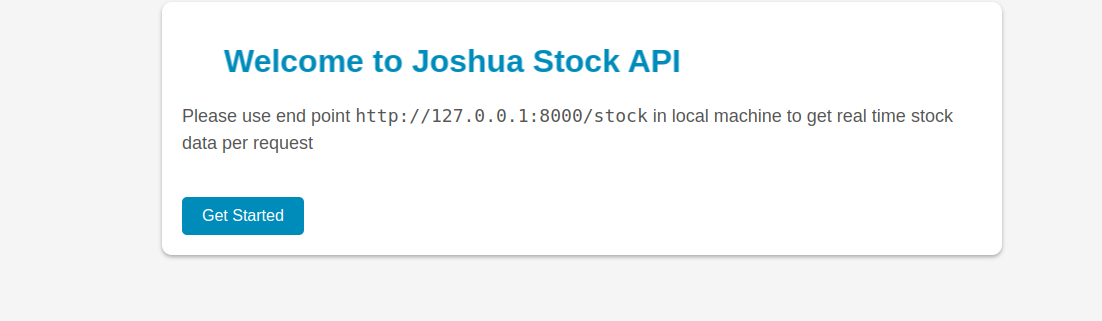 Welcome to Joshua Stock API
Please use end point http://127.0.0.1:8000/stock in local machine to get real time stock
data per request
Get Started